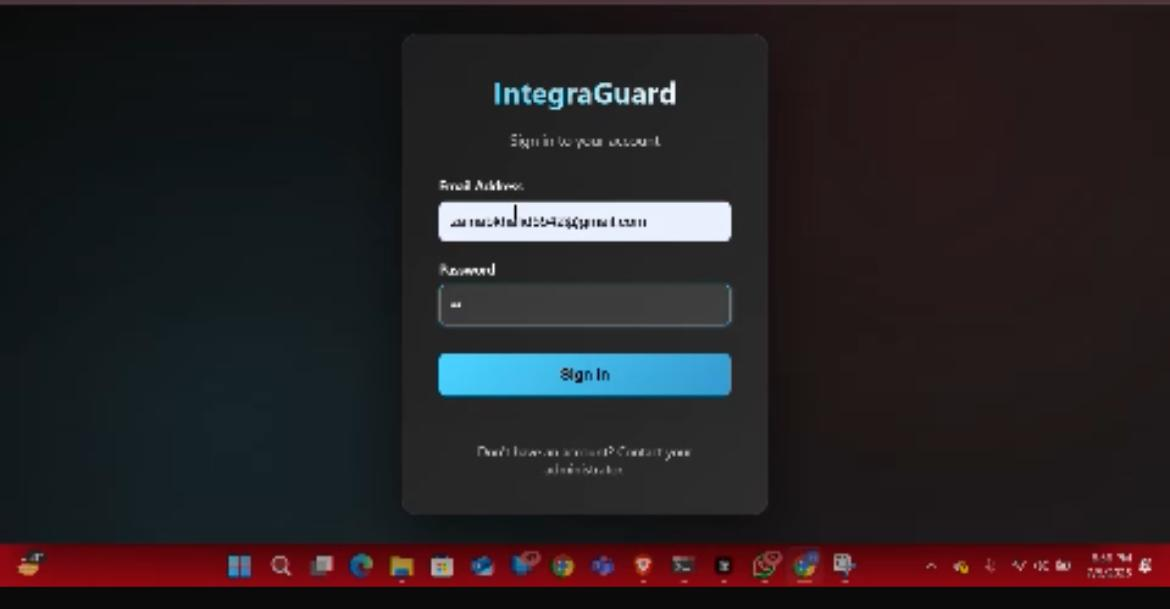 IntegraGuard
Sign in to your account
Email Address
Password
Sign In
Don't have an account? Contact your
administrator